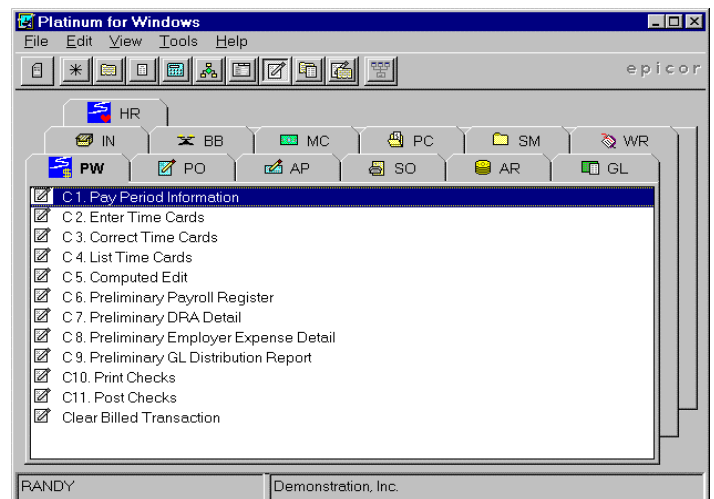 Platinum for Windows
File Edit View Tools Help
epicor
HR
IN BB MC PC SM WR
PW PO AP SO AR GL
C 1. Pay Period Information
C 2. Enter Time Cards
C 3. Correct Time Cards
C 4. List Time Cards
C 5. Computed Edit
C 6. Preliminary Payroll Register
C 7. Preliminary DRA Detail
C 8. Preliminary Employer Expense Detail
C 9. Preliminary GL Distribution Report
C10. Print Checks
C11. Post Checks
Clear Billed Transaction
RANDY Demonstration, Inc.